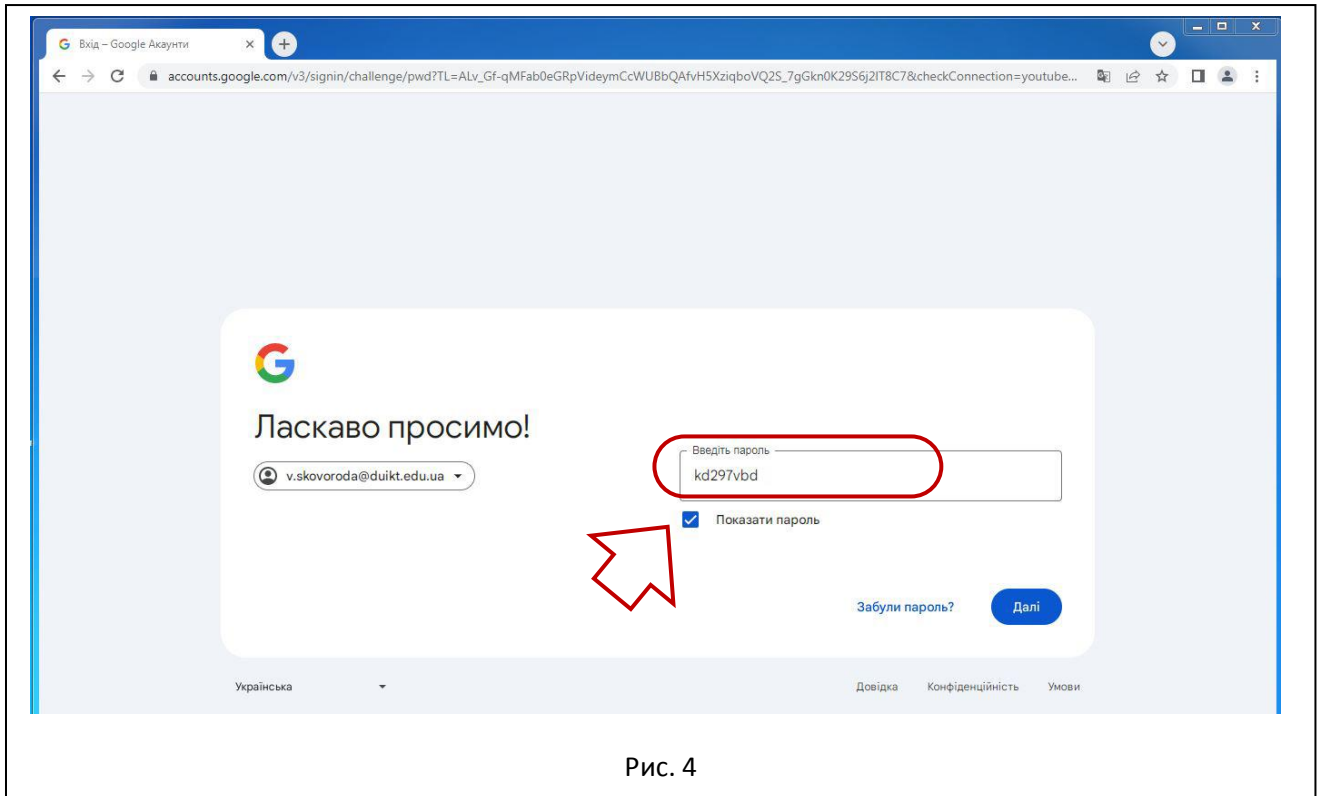 Вхід – Google Акаунти
accounts.google.com/v3/signin/challenge/pwd?TL=ALv_Gf-qMFab0eGRpVideymCcWUBbQAfvH5XziqboVQ2S_7gGkn0K29S6j2IT8C7&checkConnection=youtube...
Ласкаво просимо!
v.skovoroda@duikt.edu.ua
Введіть пароль
kd297vbd
Показати пароль
Забули пароль?
Далі
Українська
Довідка Конфіденційність Умови
Рис. 4